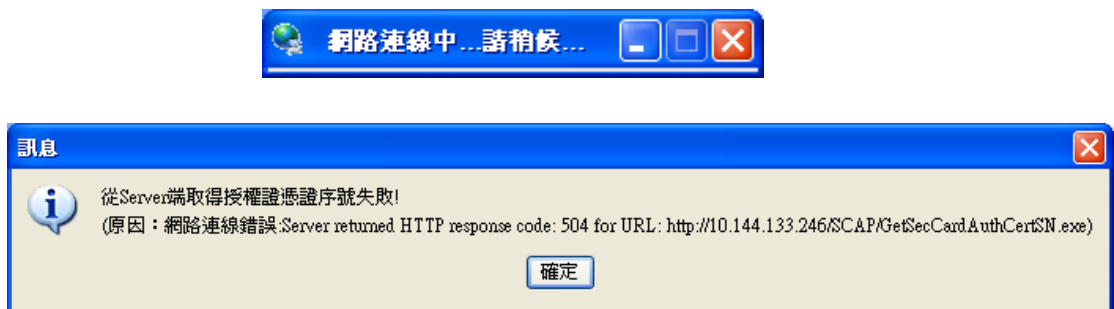 網路連線中...請稍候...
訊息
從Server端取得授權證憑證序號失敗!
(原因：網路連線錯誤:Server returned HTTP response code: 504 for URL: http://10.144.133.246/SCAP/GetSecCardAuthCertSN.exe)
確定